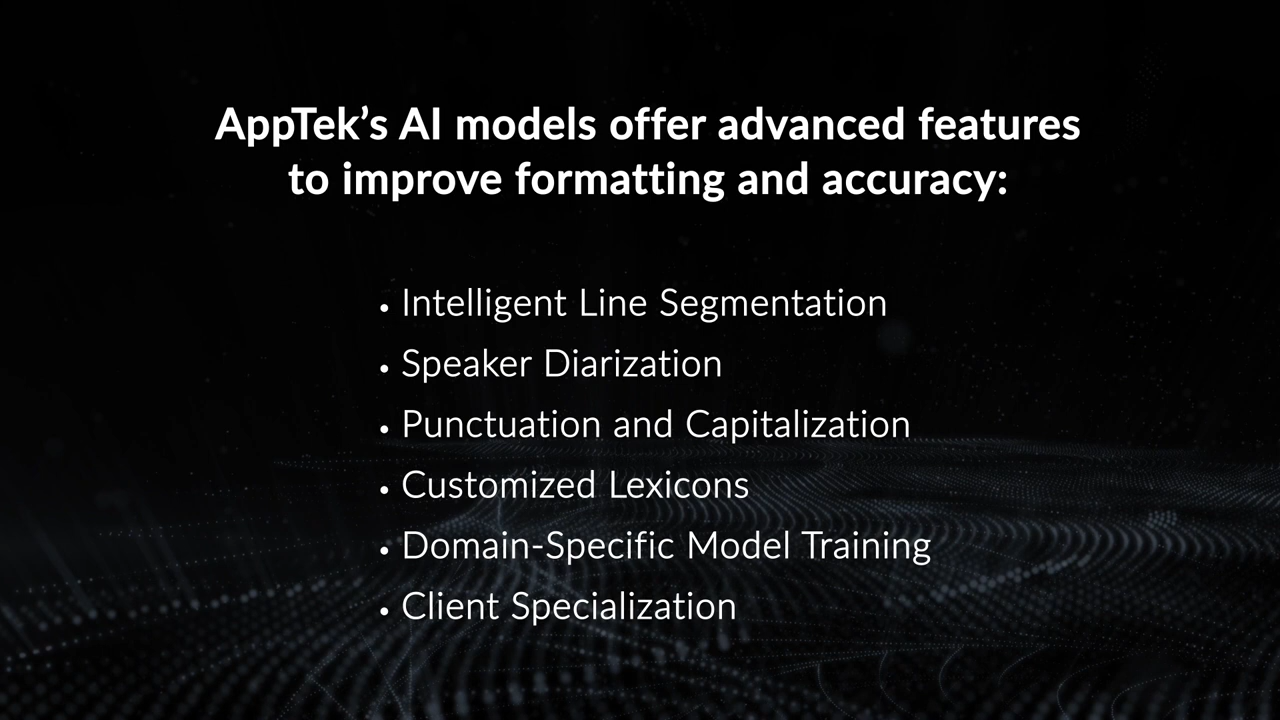 AppTek’s AI models offer advanced features
to improve formatting and accuracy:
• Intelligent Line Segmentation
• Speaker Diarization
• Punctuation and Capitalization
• Customized Lexicons
• Domain-Specific Model Training
• Client Specialization